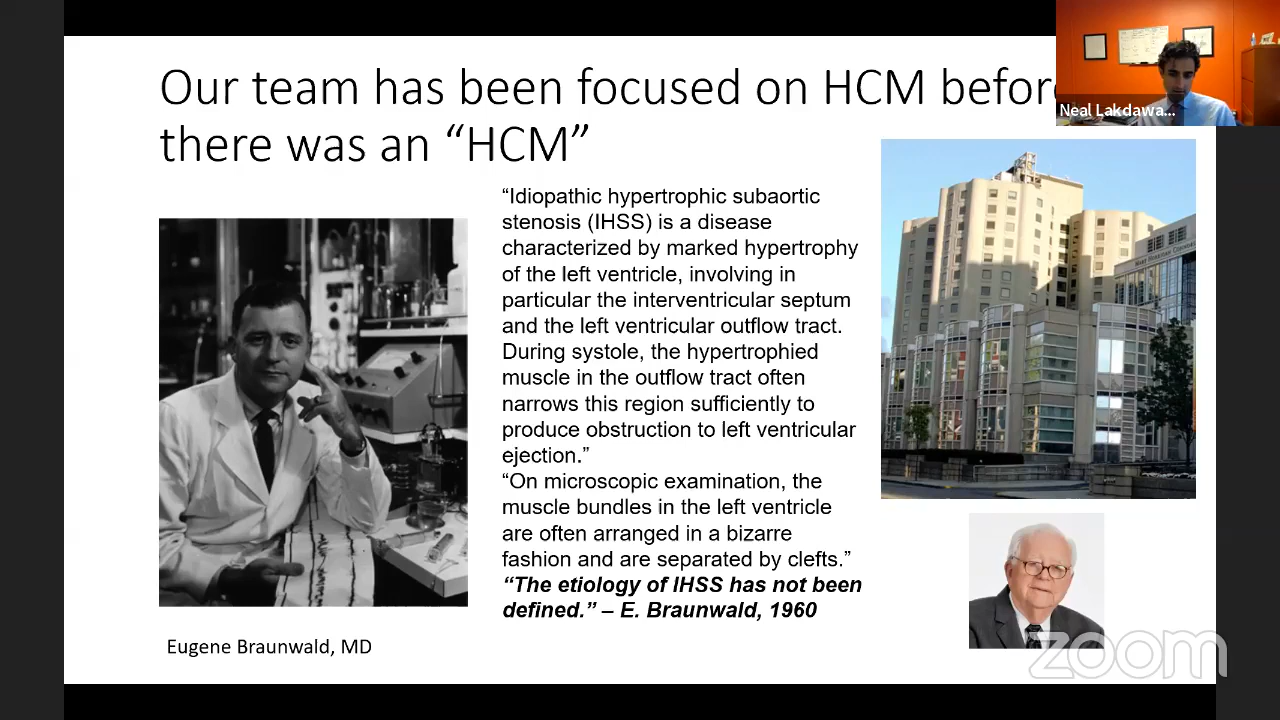 Our team has been focused on HCM before
there was an “HCM”
Neal Lakdawa...
“Idiopathic hypertrophic subaortic
stenosis (IHSS) is a disease
characterized by marked hypertrophy
of the left ventricle, involving in
particular the interventricular septum
and the left ventricular outflow tract.
During systole, the hypertrophied
muscle in the outflow tract often
narrows this region sufficiently to
produce obstruction to left ventricular
ejection.”
“On microscopic examination, the
muscle bundles in the left ventricle
are often arranged in a bizarre
fashion and are separated by clefts.”
“The etiology of IHSS has not been
defined.” – E. Braunwald, 1960
Eugene Braunwald, MD
zoom